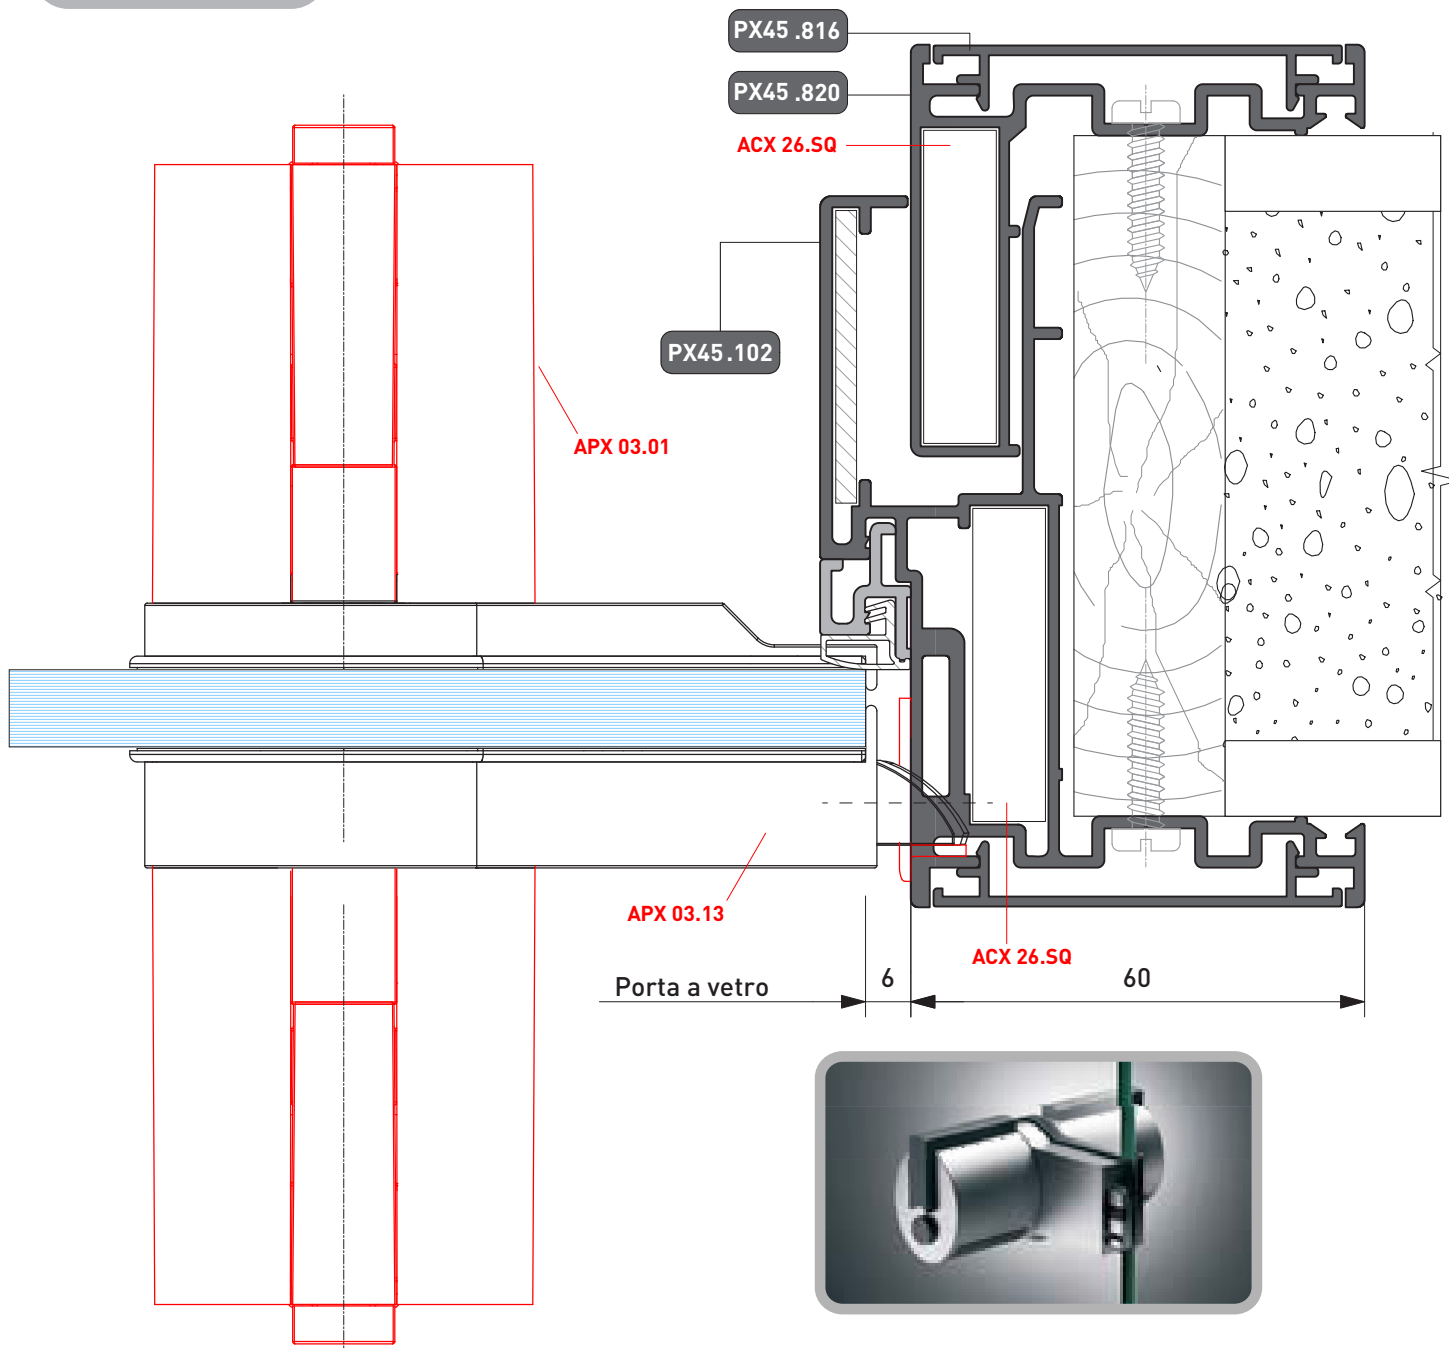 PX45 .816
PX45 .820
ACX 26.SQ
PX45.102
APX 03.01
APX 03.13
ACX 26.SQ
Porta a vetro
6
60